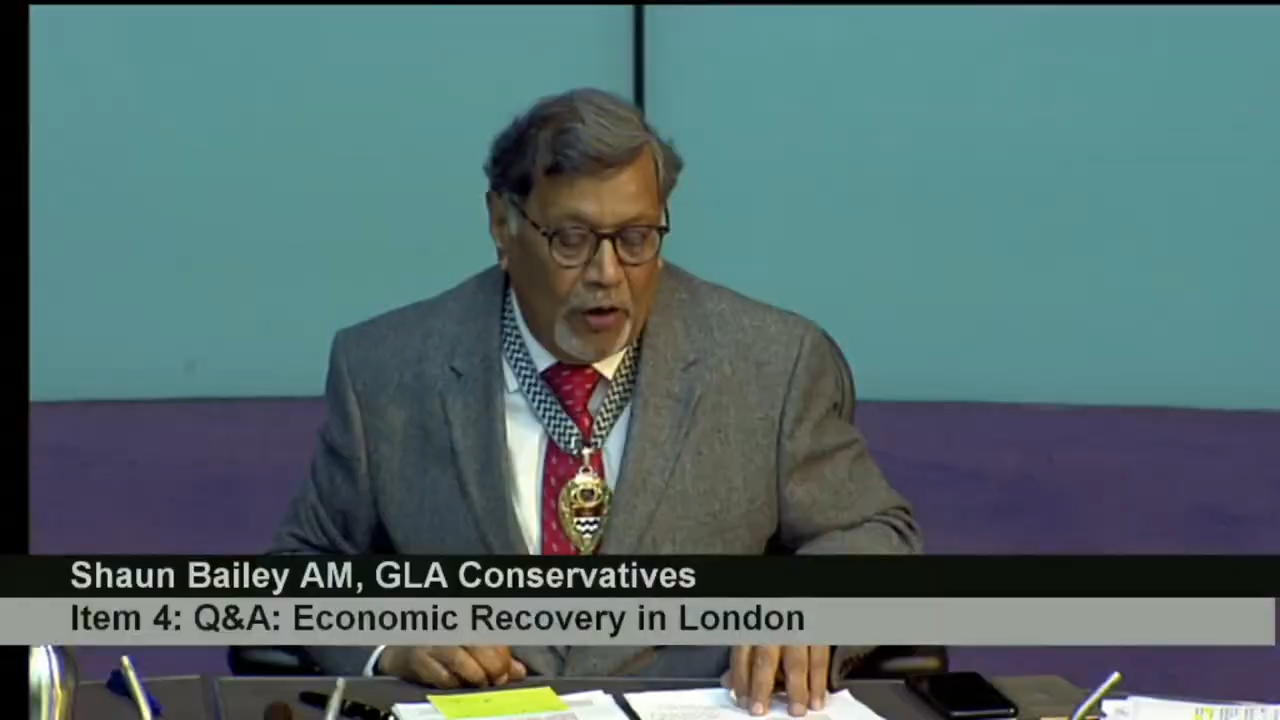 Shaun Bailey AM, GLA Conservatives
Item 4: Q&A: Economic Recovery in London